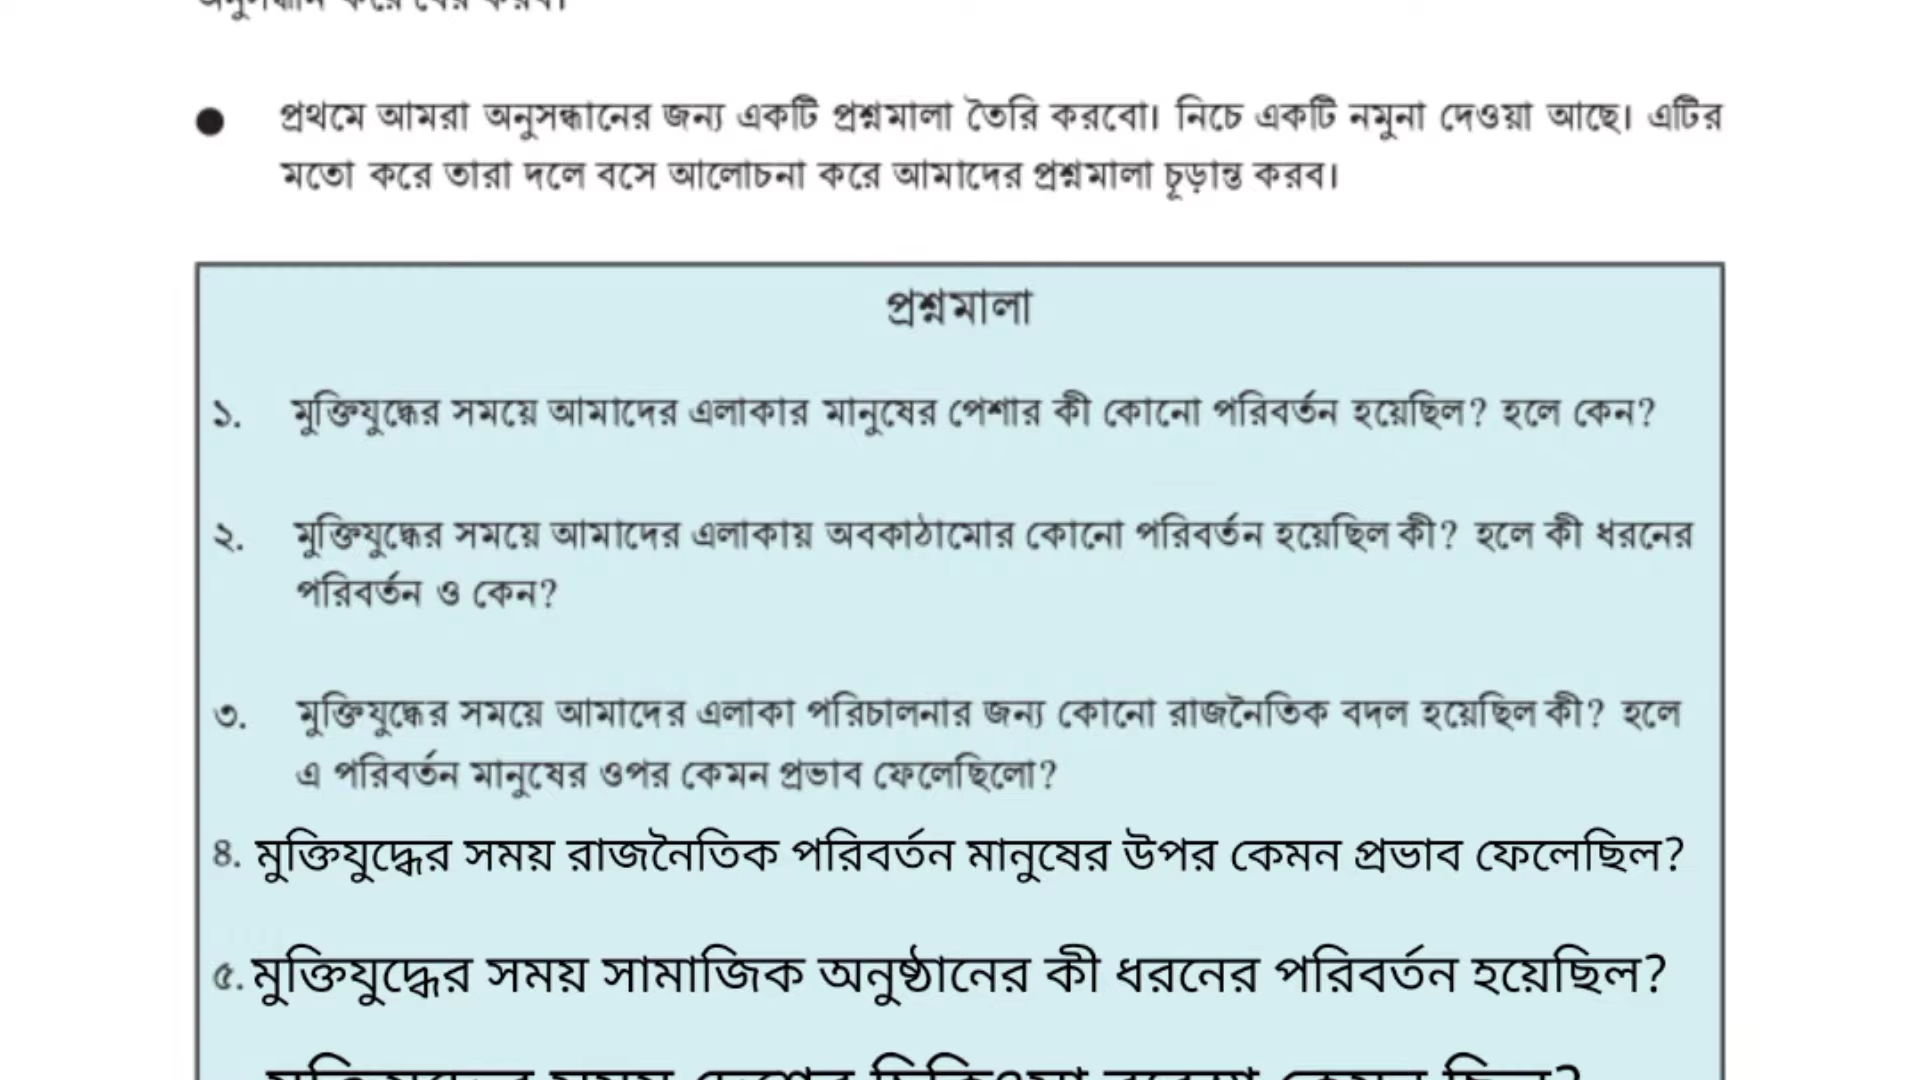 অনুসন্ধান করে বের করব।
● প্রথমে আমরা অনুসন্ধানের জন্য একটি প্রশ্নমালা তৈরি করবো। নিচে একটি নমুনা দেওয়া আছে। এটির
মতো করে তারা দলে বসে আলোচনা করে আমাদের প্রশ্নমালা চূড়ান্ত করব।
প্রশ্নমালা
১. মুক্তিযুদ্ধের সময়ে আমাদের এলাকার মানুষের পেশার কী কোনো পরিবর্তন হয়েছিল? হলে কেন?
২. মুক্তিযুদ্ধের সময়ে আমাদের এলাকায় অবকাঠামোর কোনো পরিবর্তন হয়েছিল কী? হলে কী ধরনের
পরিবর্তন ও কেন?
৩. মুক্তিযুদ্ধের সময়ে আমাদের এলাকা পরিচালনার জন্য কোনো রাজনৈতিক বদল হয়েছিল কী? হলে
এ পরিবর্তন মানুষের ওপর কেমন প্রভাব ফেলেছিলো?
৪. মুক্তিযুদ্ধের সময় রাজনৈতিক পরিবর্তন মানুষের উপর কেমন প্রভাব ফেলেছিল?
৫. মুক্তিযুদ্ধের সময় সামাজিক অনুষ্ঠানের কী ধরনের পরিবর্তন হয়েছিল?